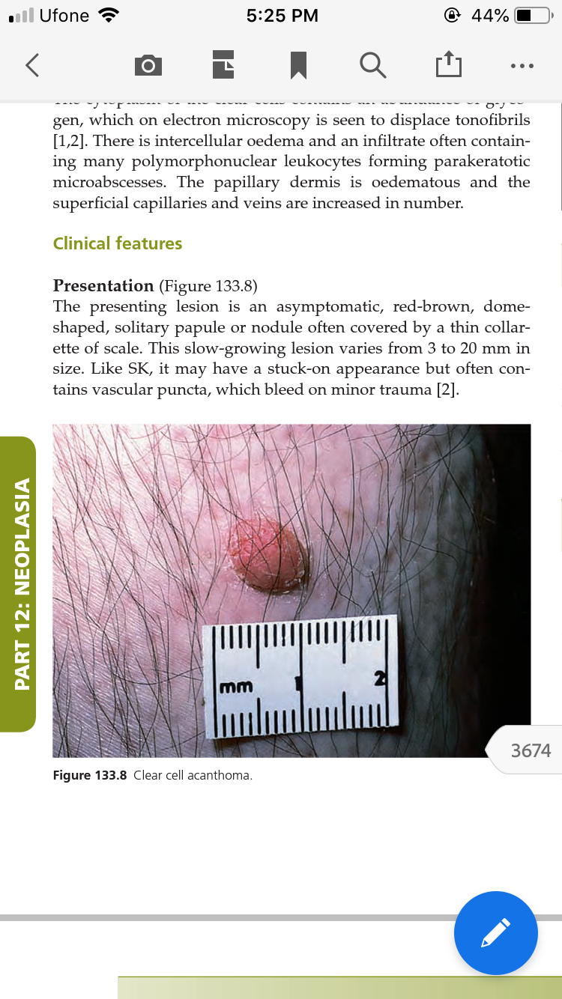 Ufone
5:25 PM
44%
gen, which on electron microscopy is seen to displace tonofibrils
[1,2]. There is intercellular oedema and an infiltrate often contain-
ing many polymorphonuclear leukocytes forming parakeratotic
microabscesses. The papillary dermis is oedematous and the
superficial capillaries and veins are increased in number.
Clinical features
Presentation (Figure 133.8)
The presenting lesion is an asymptomatic, red-brown, dome-
shaped, solitary papule or nodule often covered by a thin collar-
ette of scale. This slow-growing lesion varies from 3 to 20 mm in
size. Like SK, it may have a stuck-on appearance but often con-
tains vascular puncta, which bleed on minor trauma [2].
PART 12: NEOPLASIA
mm 1 2
3674
Figure 133.8 Clear cell acanthoma.